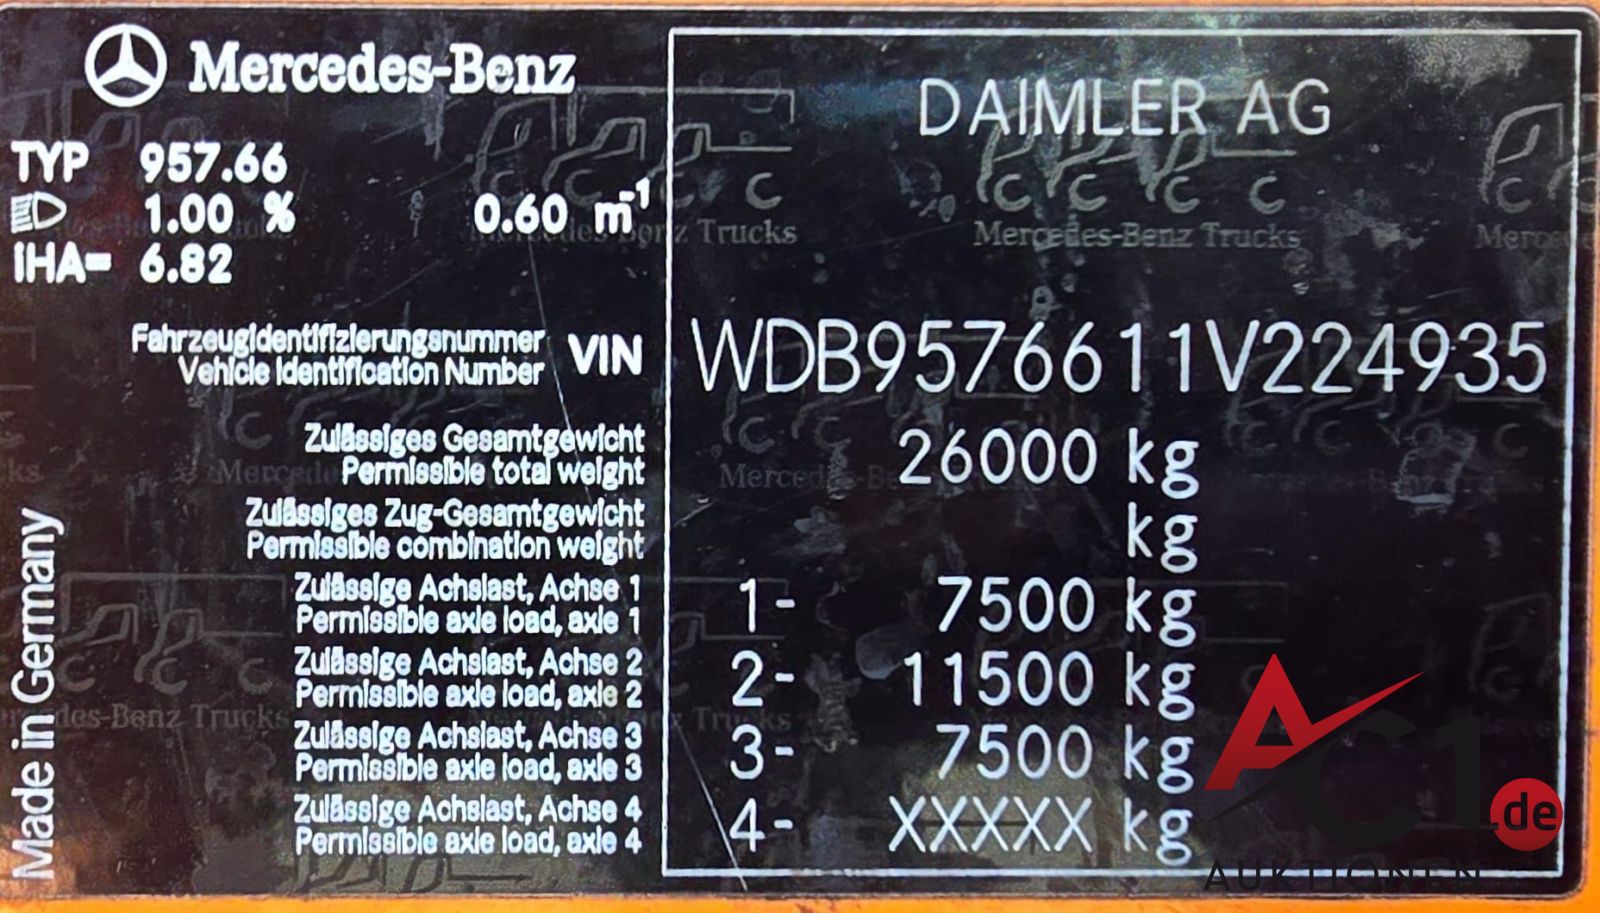 Mercedes-Benz
TYP 957.66
1.00 % 0.60 m⁻¹
iHA= 6.82
DAIMLER AG
Fahrzeugidentifizierungsnummer
Vehicle Identification Number
VIN WDB9576611V224935
Zulässiges Gesamtgewicht
Permissible total weight
26000 kg
Zulässiges Zug-Gesamtgewicht
Permissible combination weight
kg
Zulässige Achslast, Achse 1
Permissible axle load, axle 1
1- 7500 kg
Zulässige Achslast, Achse 2
Permissible axle load, axle 2
2- 11500 kg
Zulässige Achslast, Achse 3
Permissible axle load, axle 3
3- 7500 kg
Zulässige Achslast, Achse 4
Permissible axle load, axle 4
4- XXXXX kg
Made in Germany
Mercedes-Benz Trucks
Mercedes-Benz Trucks
AC1.de
AUKTIONEN